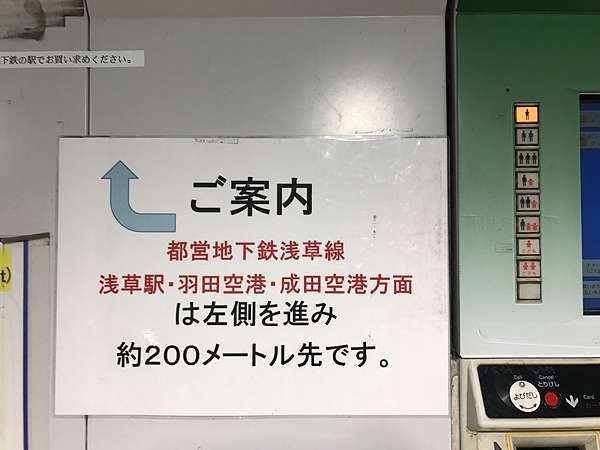 下鉄の駅でお買い求めください。
ご案内
都営地下鉄浅草線
浅草駅・羽田空港・成田空港方面
は左側を進み
約200メートル先です。
t)
Call
Cancel
とりけし
よびだし
Card